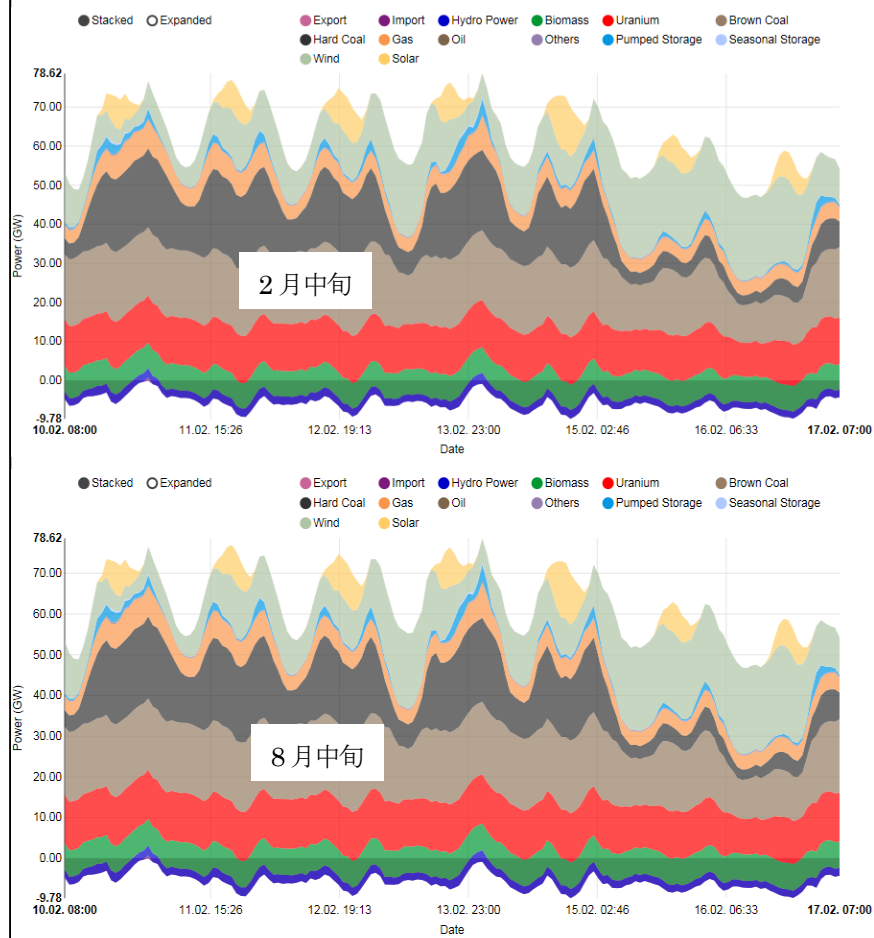 Stacked Expanded Export Import Hydro Power Biomass Uranium Brown Coal
Hard Coal Gas Oil Others Pumped Storage Seasonal Storage
Wind Solar
78.62
70.00
60.00
50.00
40.00
30.00
20.00
10.00
0.00
-9.78
Power (GW)
2月中旬
10.02. 08:00 11.02. 15:26 12.02. 19:13 13.02. 23:00 15.02. 02:46 16.02. 06:33 17.02. 07:00
Date
Stacked Expanded Export Import Hydro Power Biomass Uranium Brown Coal
Hard Coal Gas Oil Others Pumped Storage Seasonal Storage
Wind Solar
78.62
70.00
60.00
50.00
40.00
30.00
20.00
10.00
0.00
-9.78
Power (GW)
8月中旬
10.02. 08:00 11.02. 15:26 12.02. 19:13 13.02. 23:00 15.02. 02:46 16.02. 06:33 17.02. 07:00
Date